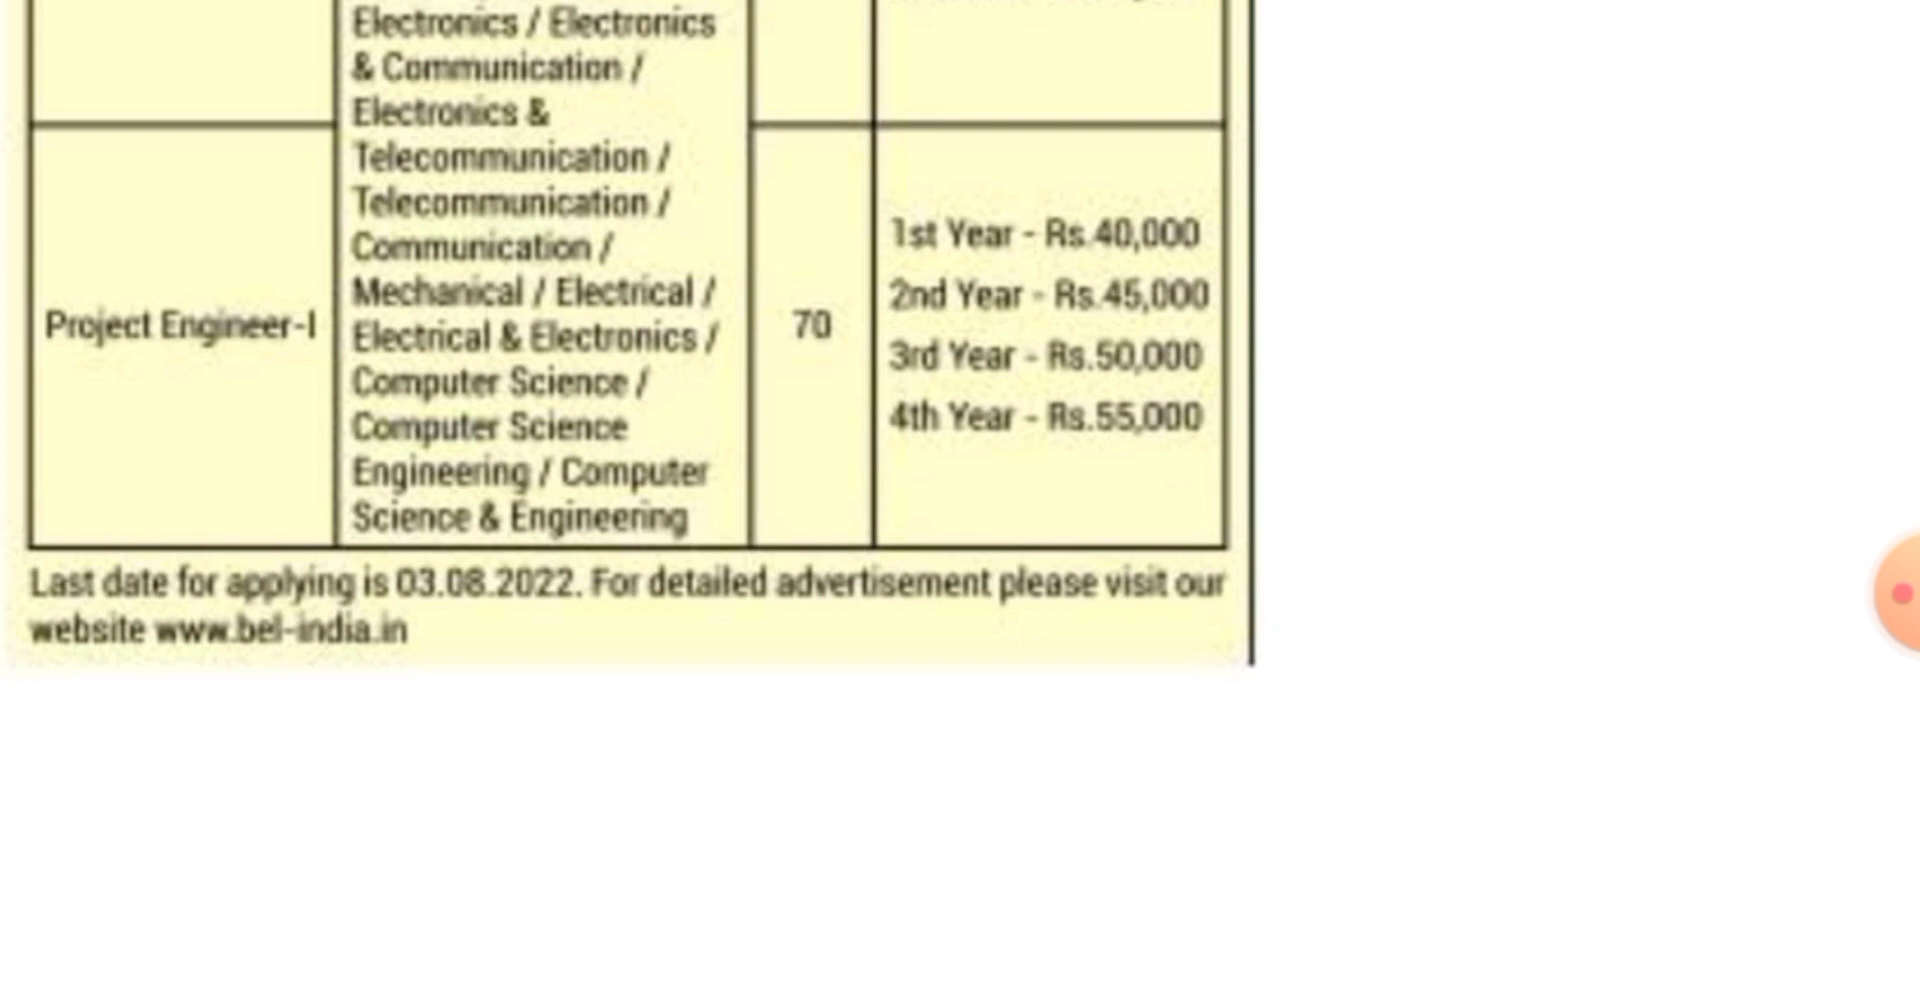 Electronics / Electronics
& Communication /
Electronics &
Telecommunication /
Telecommunication /
Communication /
Mechanical / Electrical /
Electrical & Electronics /
Computer Science /
Computer Science
Engineering / Computer
Science & Engineering
Project Engineer-I
70
1st Year - Rs.40,000
2nd Year - Rs.45,000
3rd Year - Rs.50,000
4th Year - Rs.55,000
Last date for applying is 03.08.2022. For detailed advertisement please visit our
website www.bel-india.in